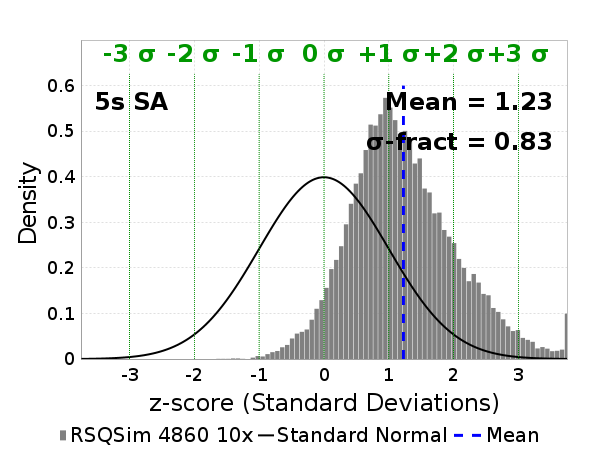 -3 σ -2 σ -1 σ 0 σ +1 σ +2 σ +3 σ
0.6
5s SA
Mean = 1.23
0.5
σ-fract = 0.83
0.4
0.3
0.2
0.1
0
Density
-3 -2 -1 0 1 2 3
z-score (Standard Deviations)
RSQSim 4860 10x Standard Normal Mean